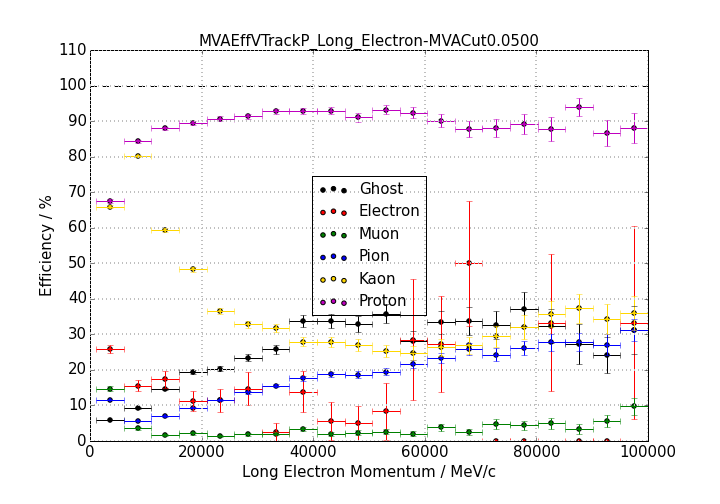 MVAEffVTrackP_Long_Electron-MVACut0.0500
110
100
90
80
70
60
50
40
30
20
10
0
Efficiency / %
Ghost
Electron
Muon
Pion
Kaon
Proton
0 20000 40000 60000 80000 100000
Long Electron Momentum / MeV/c